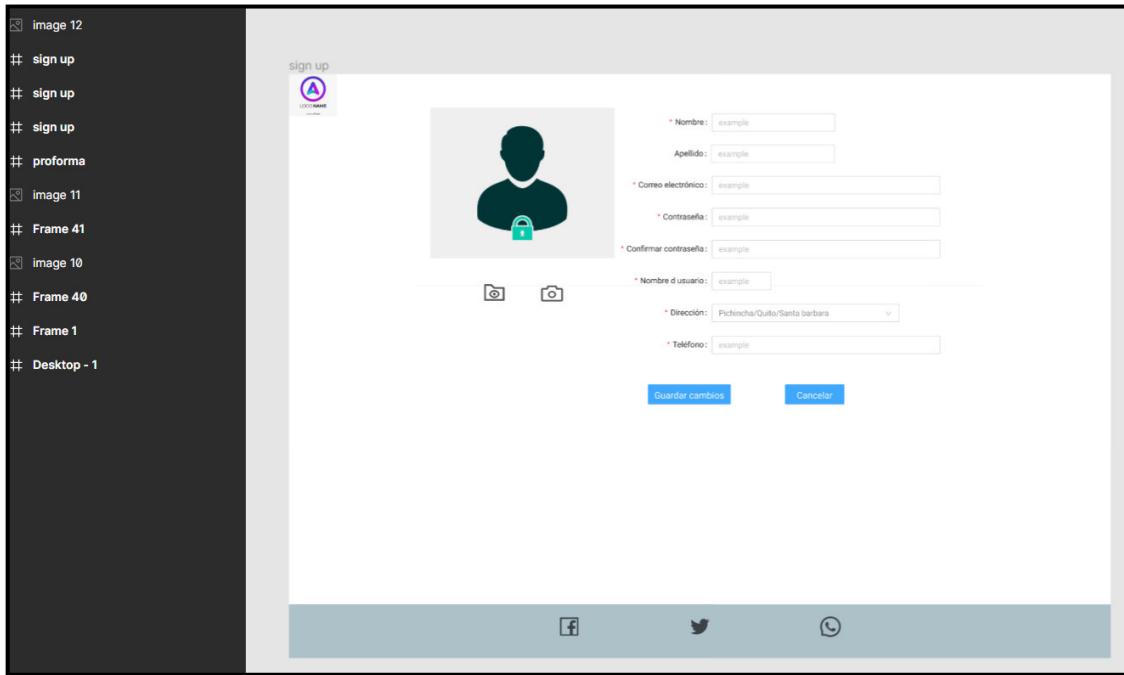 image 12
sign up
sign up
sign up
proforma
image 11
Frame 41
image 10
Frame 40
Frame 1
Desktop - 1
sign up
LOGO NAME
* Nombre: example
Apellido: example
* Correo electrónico: example
* Contraseña: example
* Confirmar contraseña: example
* Nombre d usuario: example
* Dirección: Pichincha/Quito/Santa barbara
* Teléfono: example
Guardar cambios Cancelar